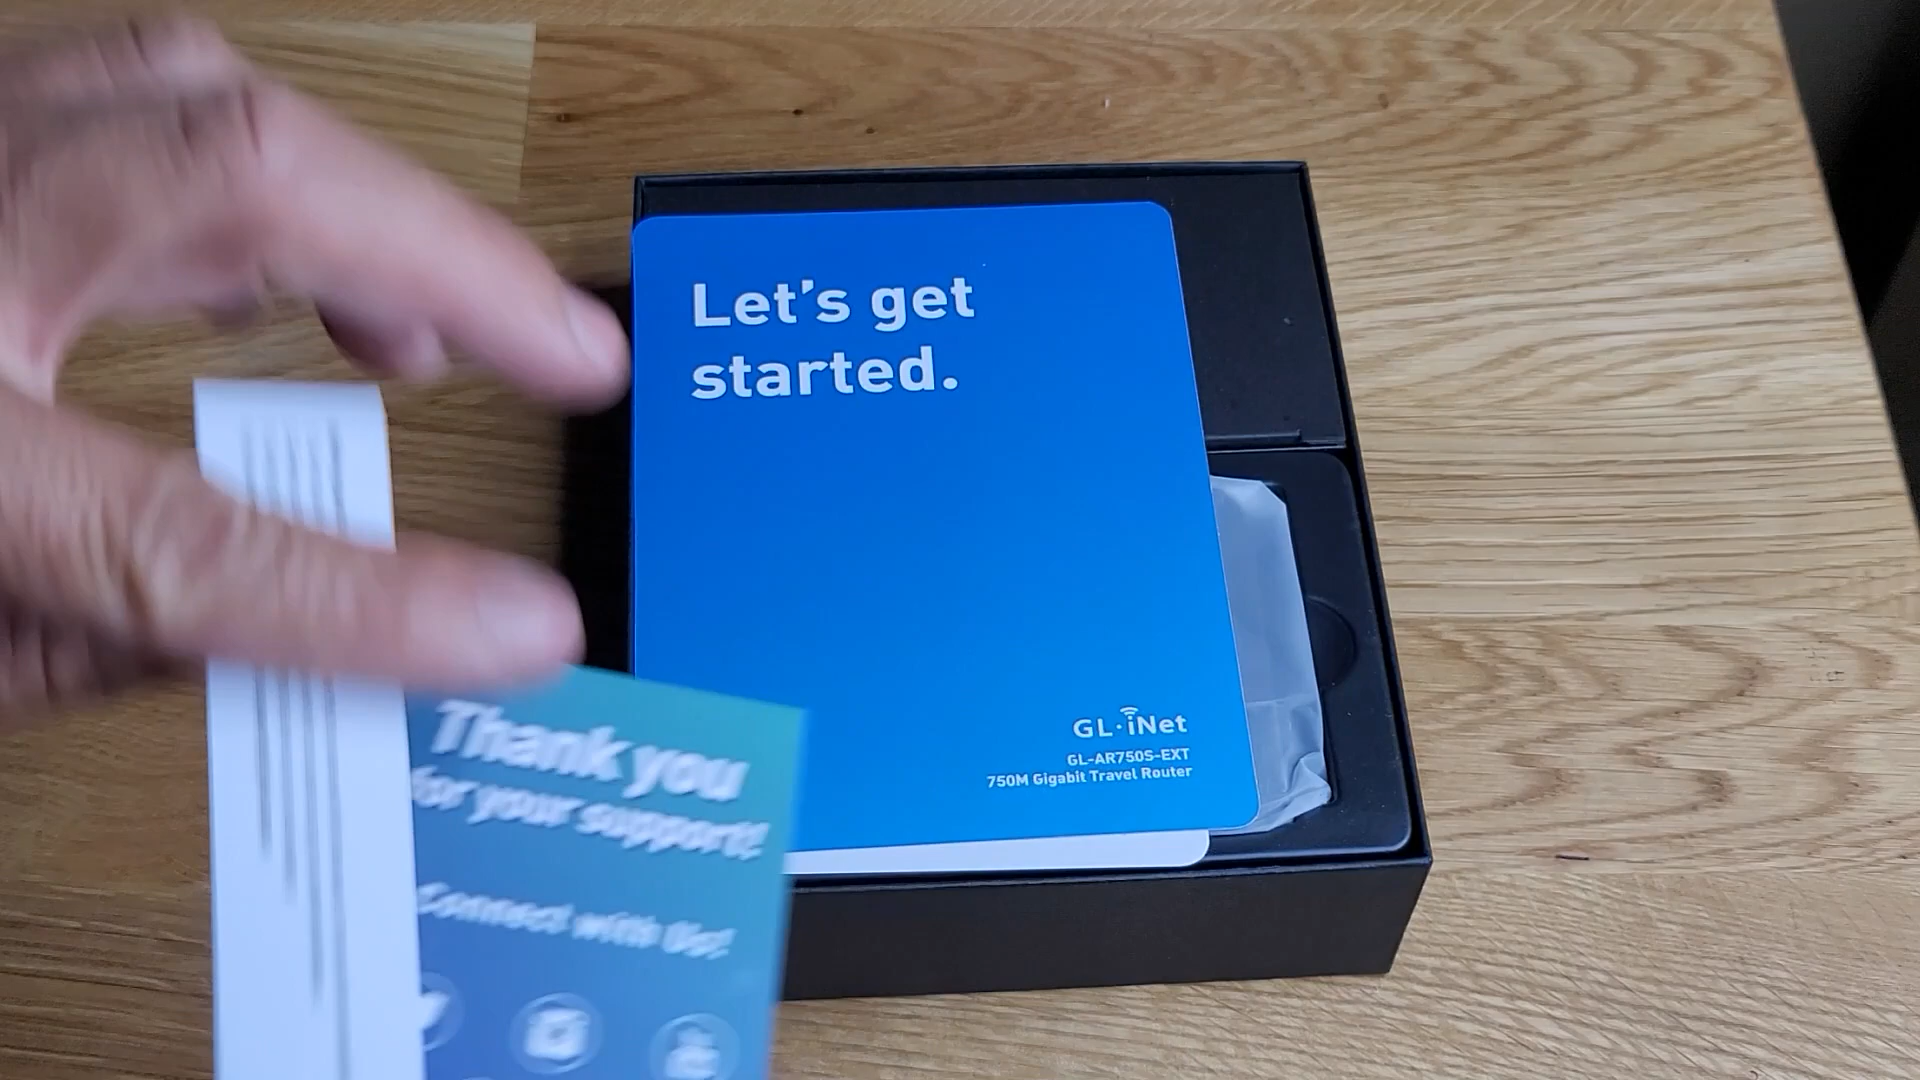 Let's get
started.
GL·iNet
GL-AR750S-EXT
750M Gigabit Travel Router
Thank you
for your support!
Connect with Us!